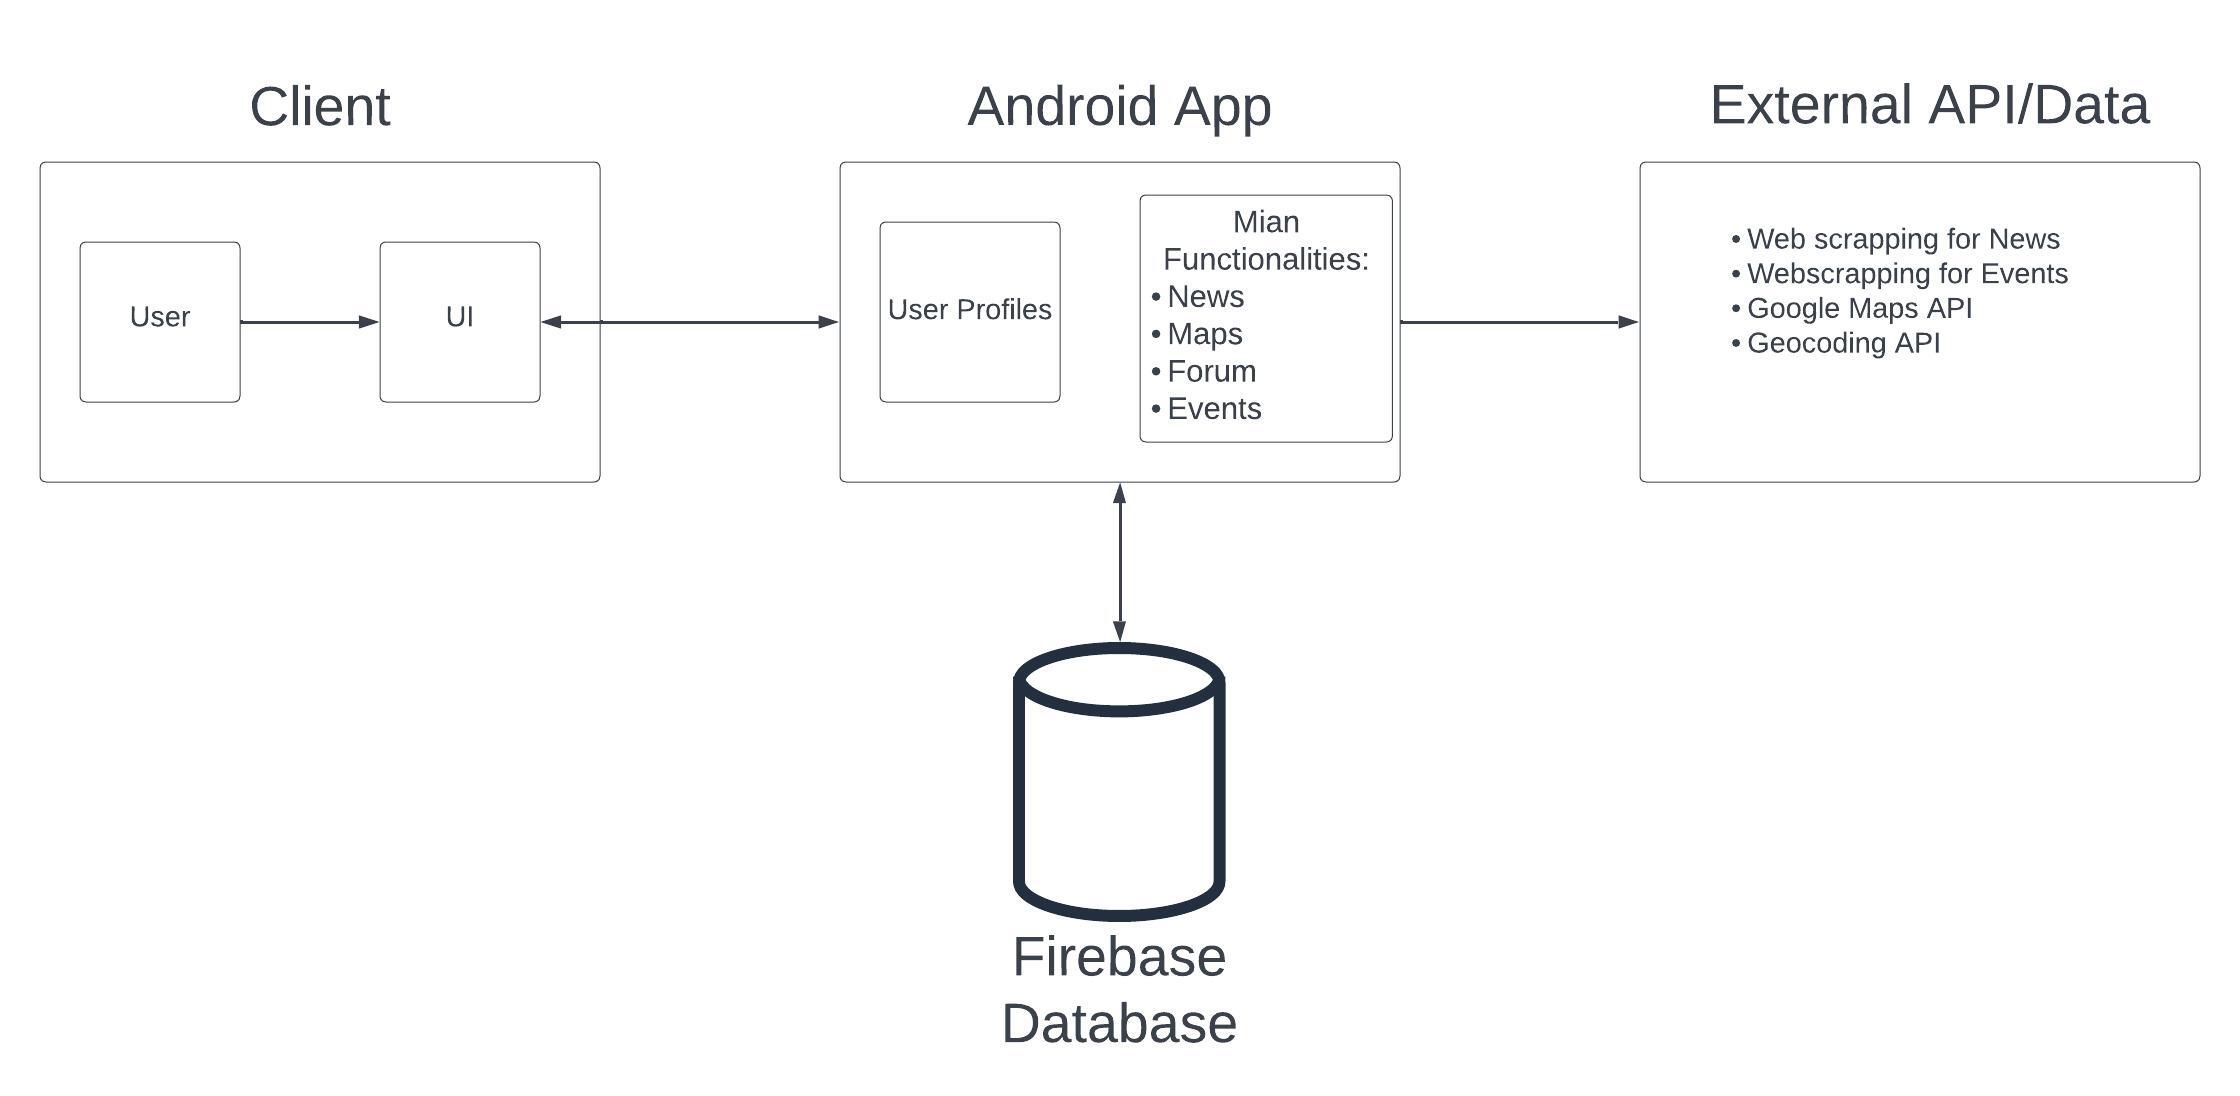 Client
Android App
External API/Data
User
UI
User Profiles
Mian
Functionalities:
• News
• Maps
• Forum
• Events
• Web scrapping for News
• Webscrapping for Events
• Google Maps API
• Geocoding API
Firebase
Database